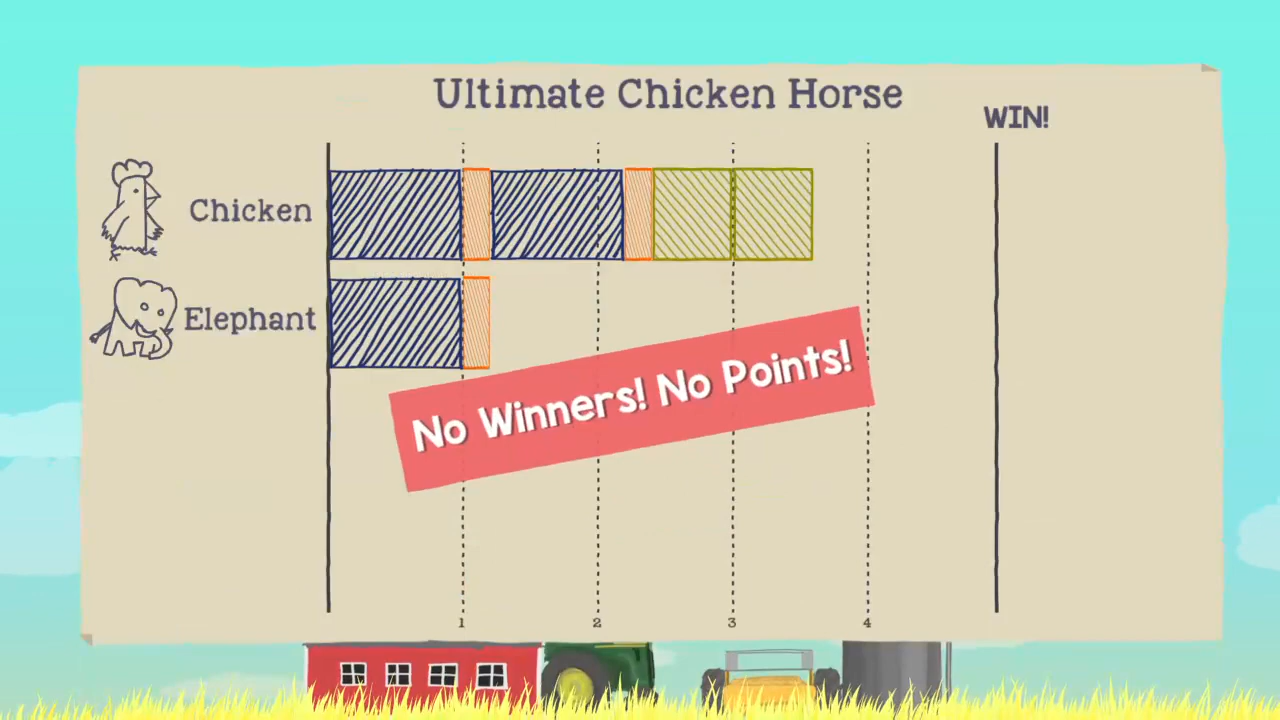 Ultimate Chicken Horse
WIN!
Chicken
Elephant
No Winners! No Points!
1 2 3 4